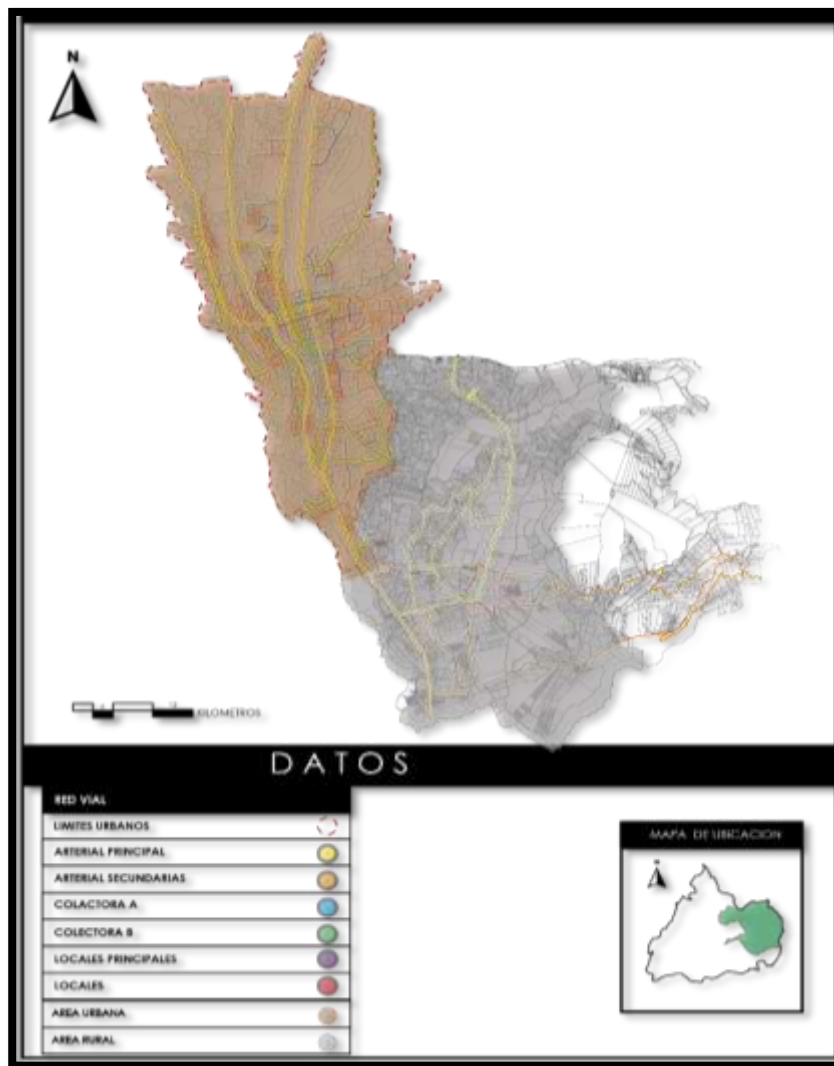 N
KILOMETROS
DATOS
RED VIAL
LIMITES URBANOS
ARTERIAL PRINCIPAL
ARTERIAL SECUNDARIAS
COLACTORA A
COLECTORA B
LOCALES PRINCIPALES
LOCALES
AREA URBANA
AREA RURAL
MAPA DE UBICACION
N